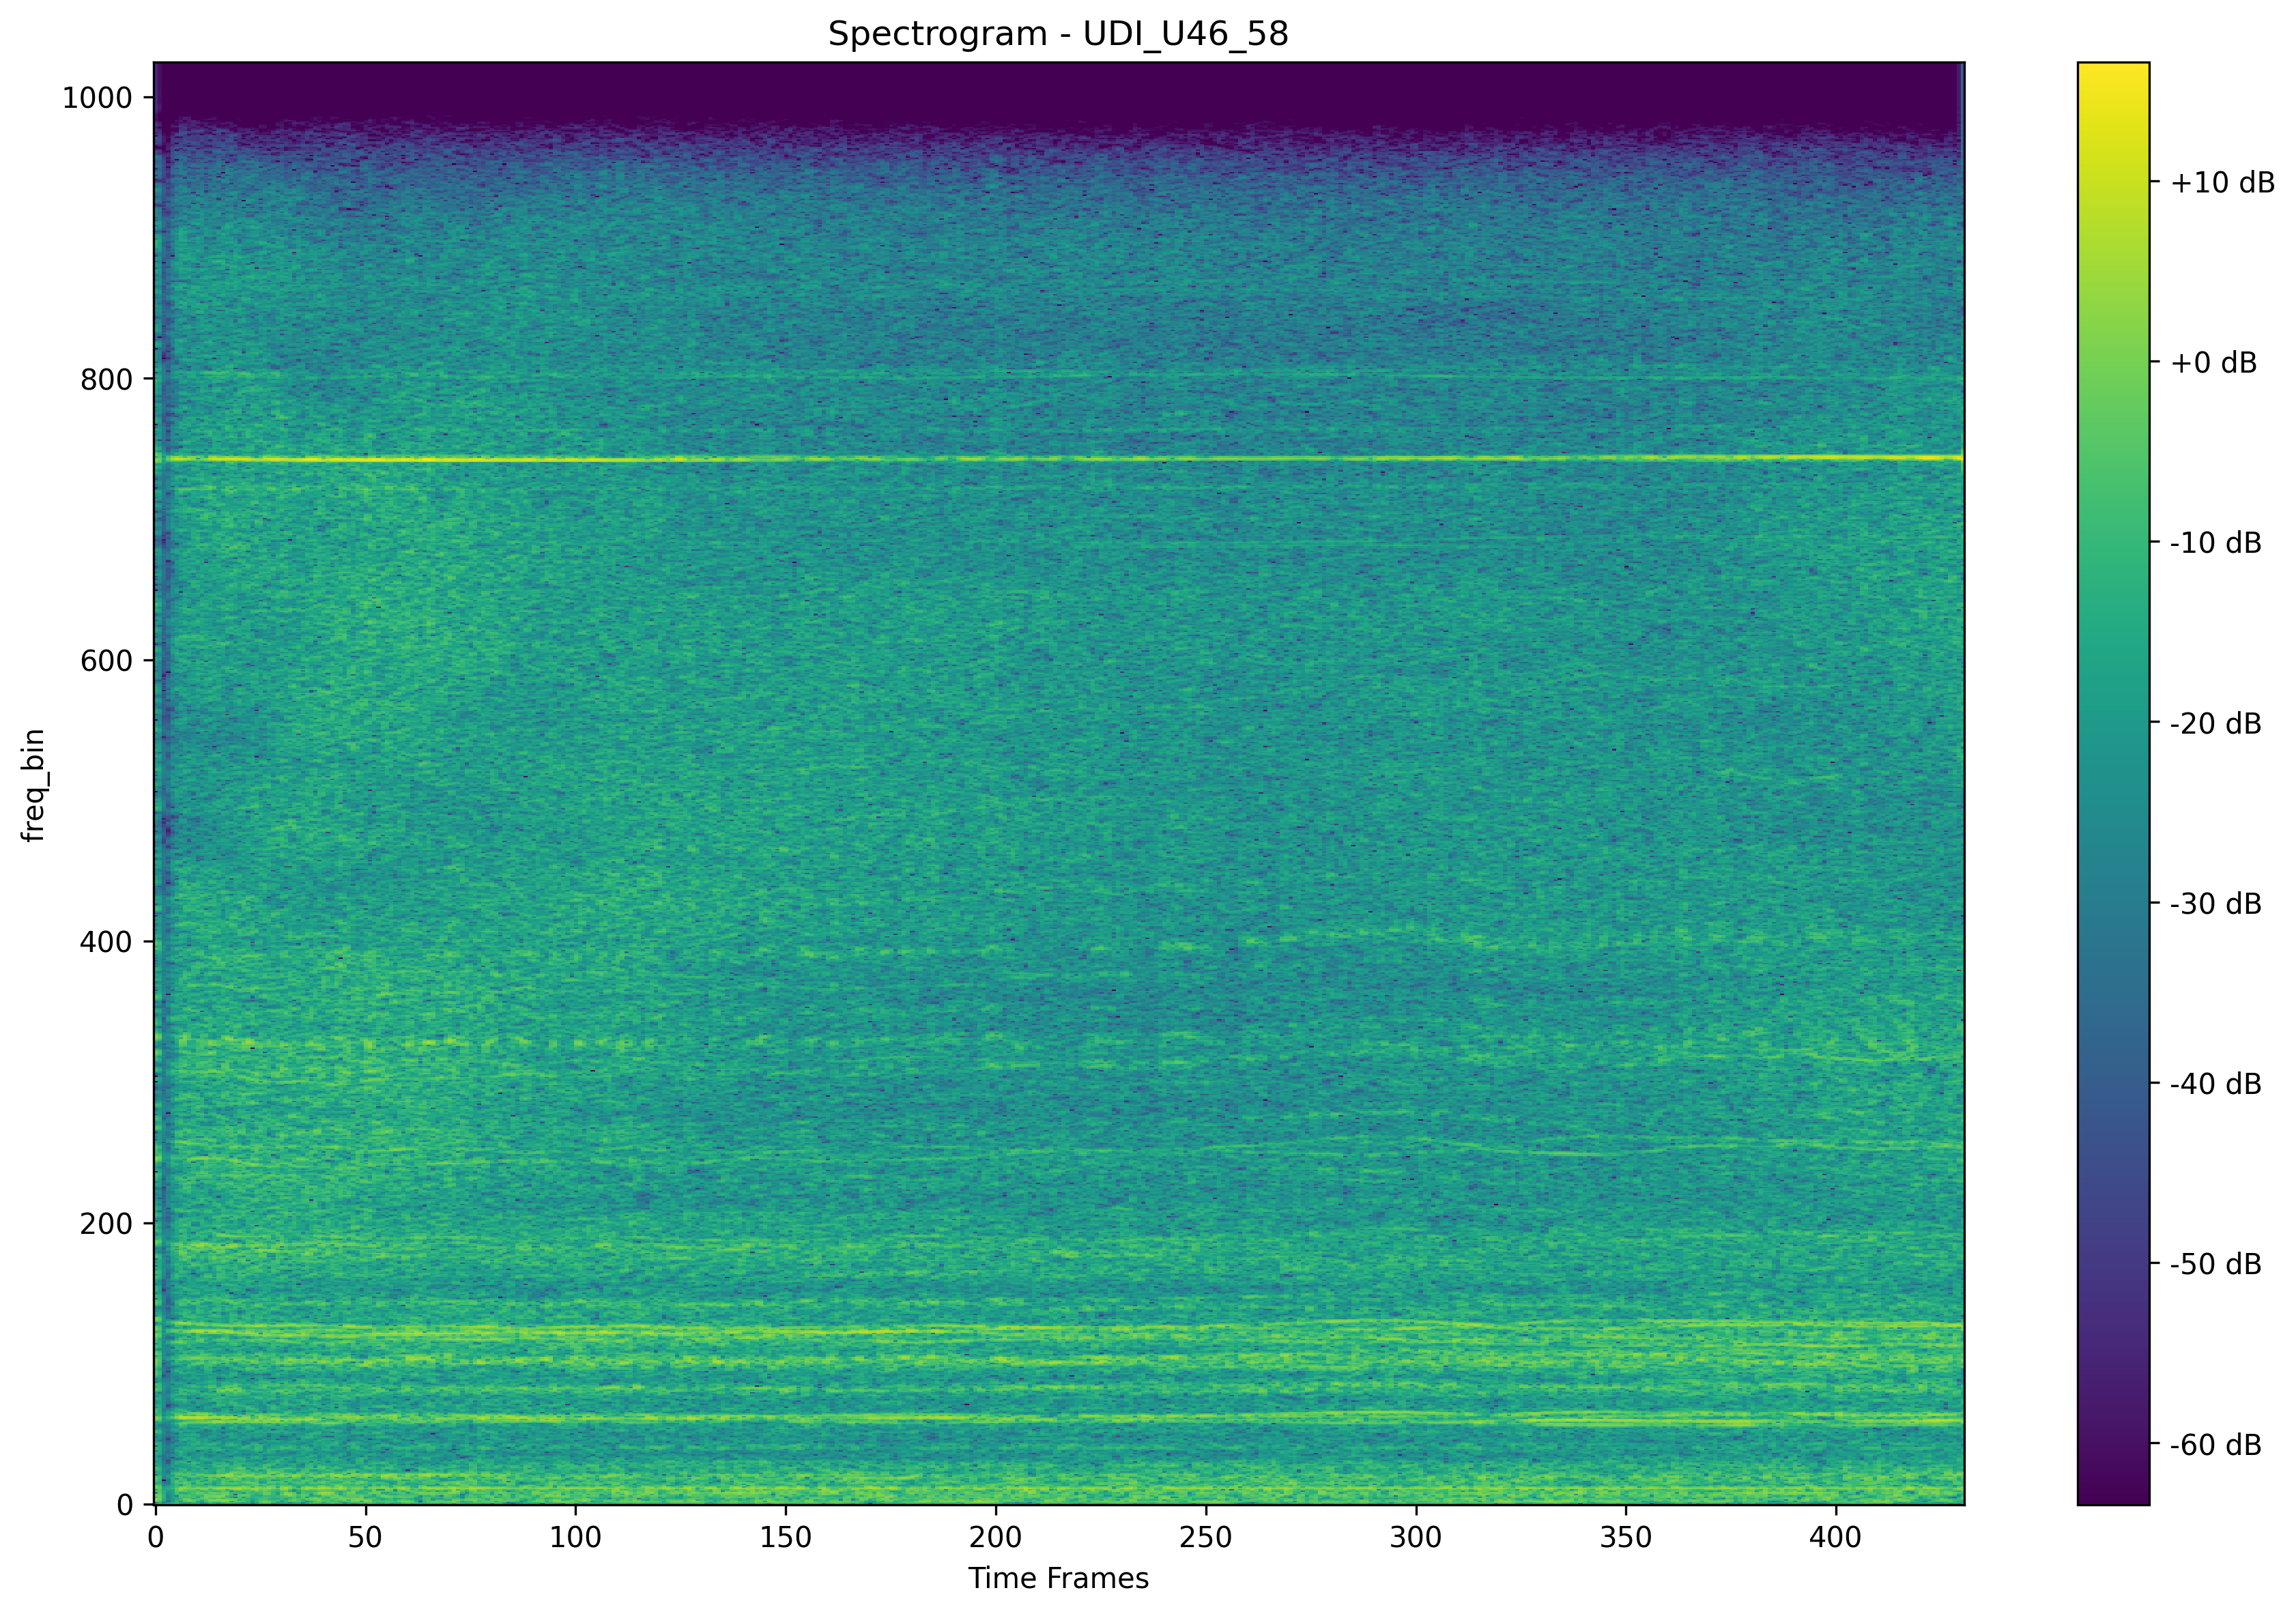 Spectrogram - UDI_U46_58
1000
800
600
400
200
0
freq_bin
0 50 100 150 200 250 300 350 400
Time Frames
+10 dB
+0 dB
-10 dB
-20 dB
-30 dB
-40 dB
-50 dB
-60 dB